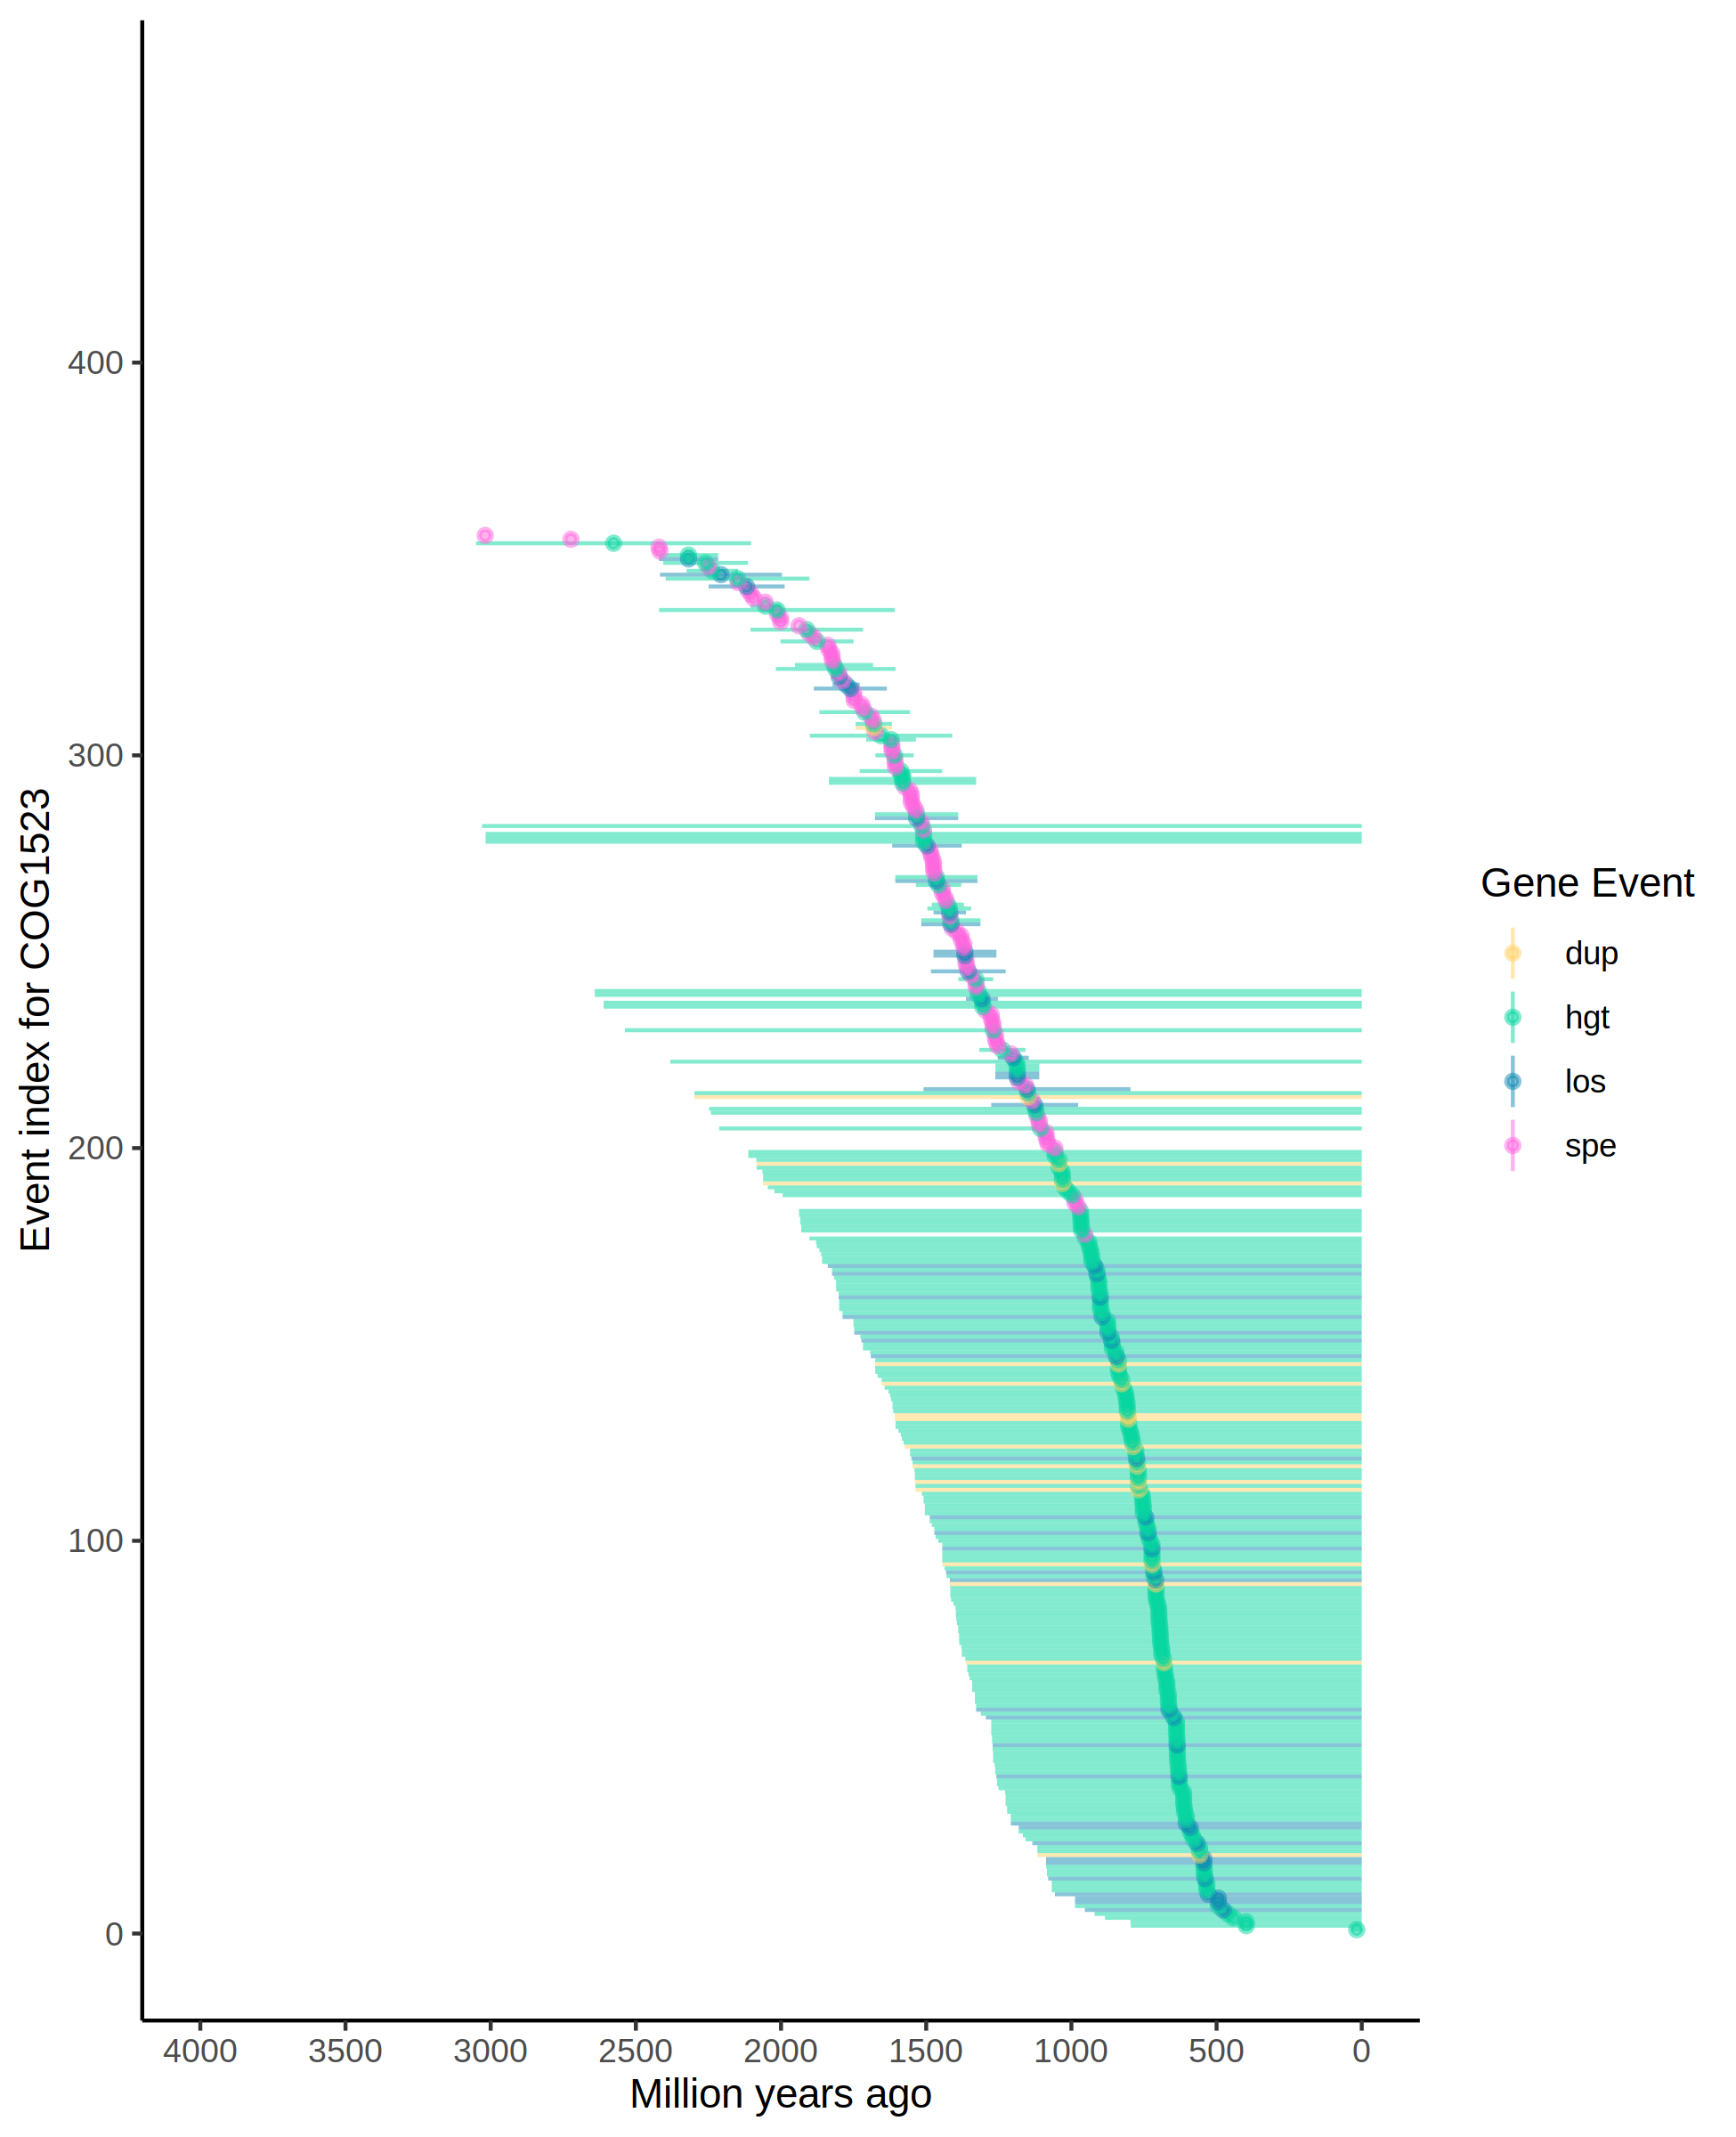 Event index for COG1523
400
300
200
100
0
4000 3500 3000 2500 2000 1500 1000 500 0
Million years ago
Gene Event
dup
hgt
los
spe